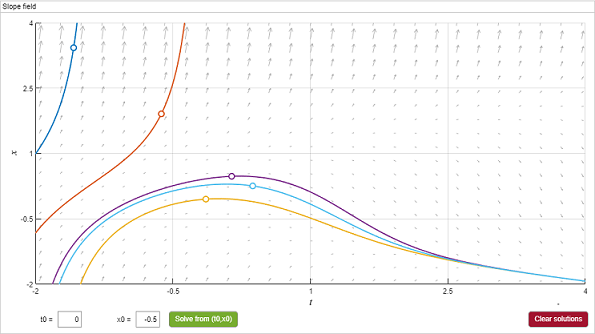 Slope field
4
2.5
1
x
-0.5
-2
-2 -0.5 1 2.5 4
t
t0 = 0 x0 = -0.5 Solve from (t0,x0) Clear solutions